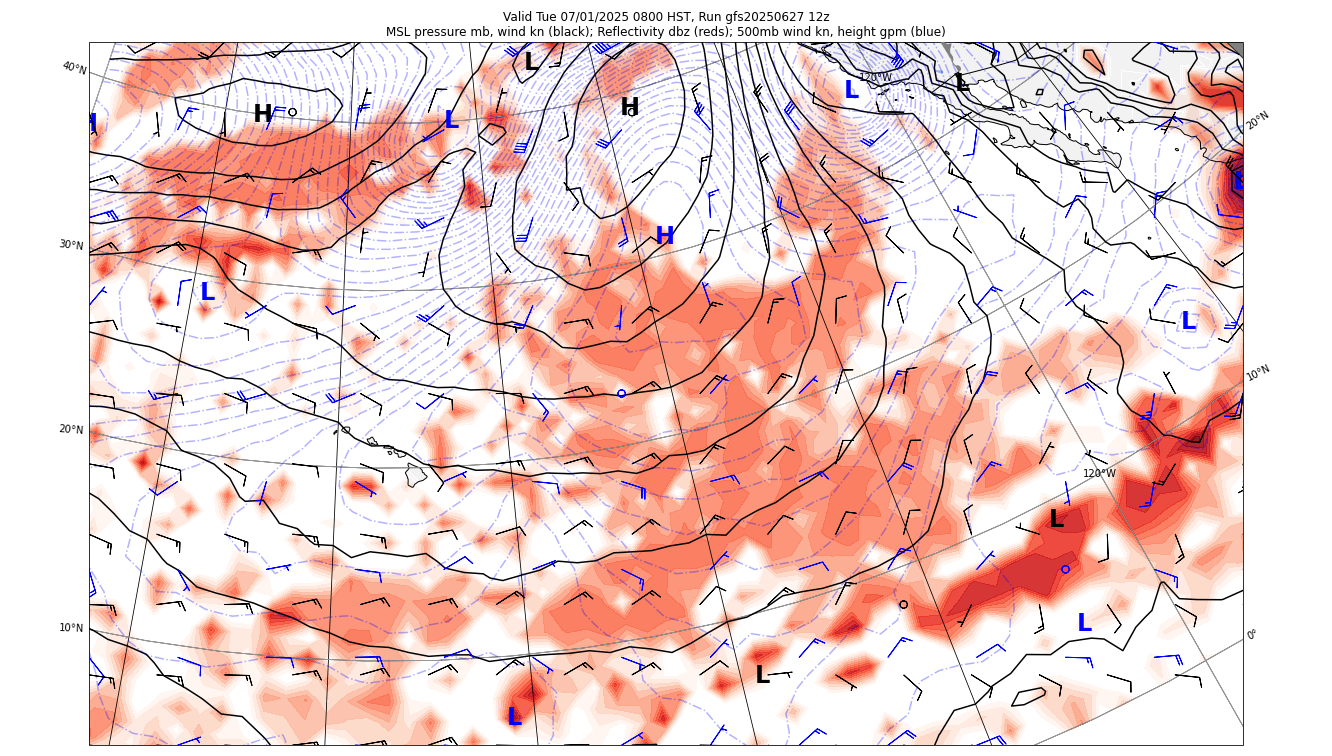 Valid Tue 07/01/2025 0800 HST, Run gfs20250627 12z
MSL pressure mb, wind kn (black); Reflectivity dbz (reds); 500mb wind kn, height gpm (blue)
L
40°N
120°W
L
L
H
H
L
20°N
H
30°N
L
L
10°N
20°N
120°W
L
L
10°N
0°
L
L